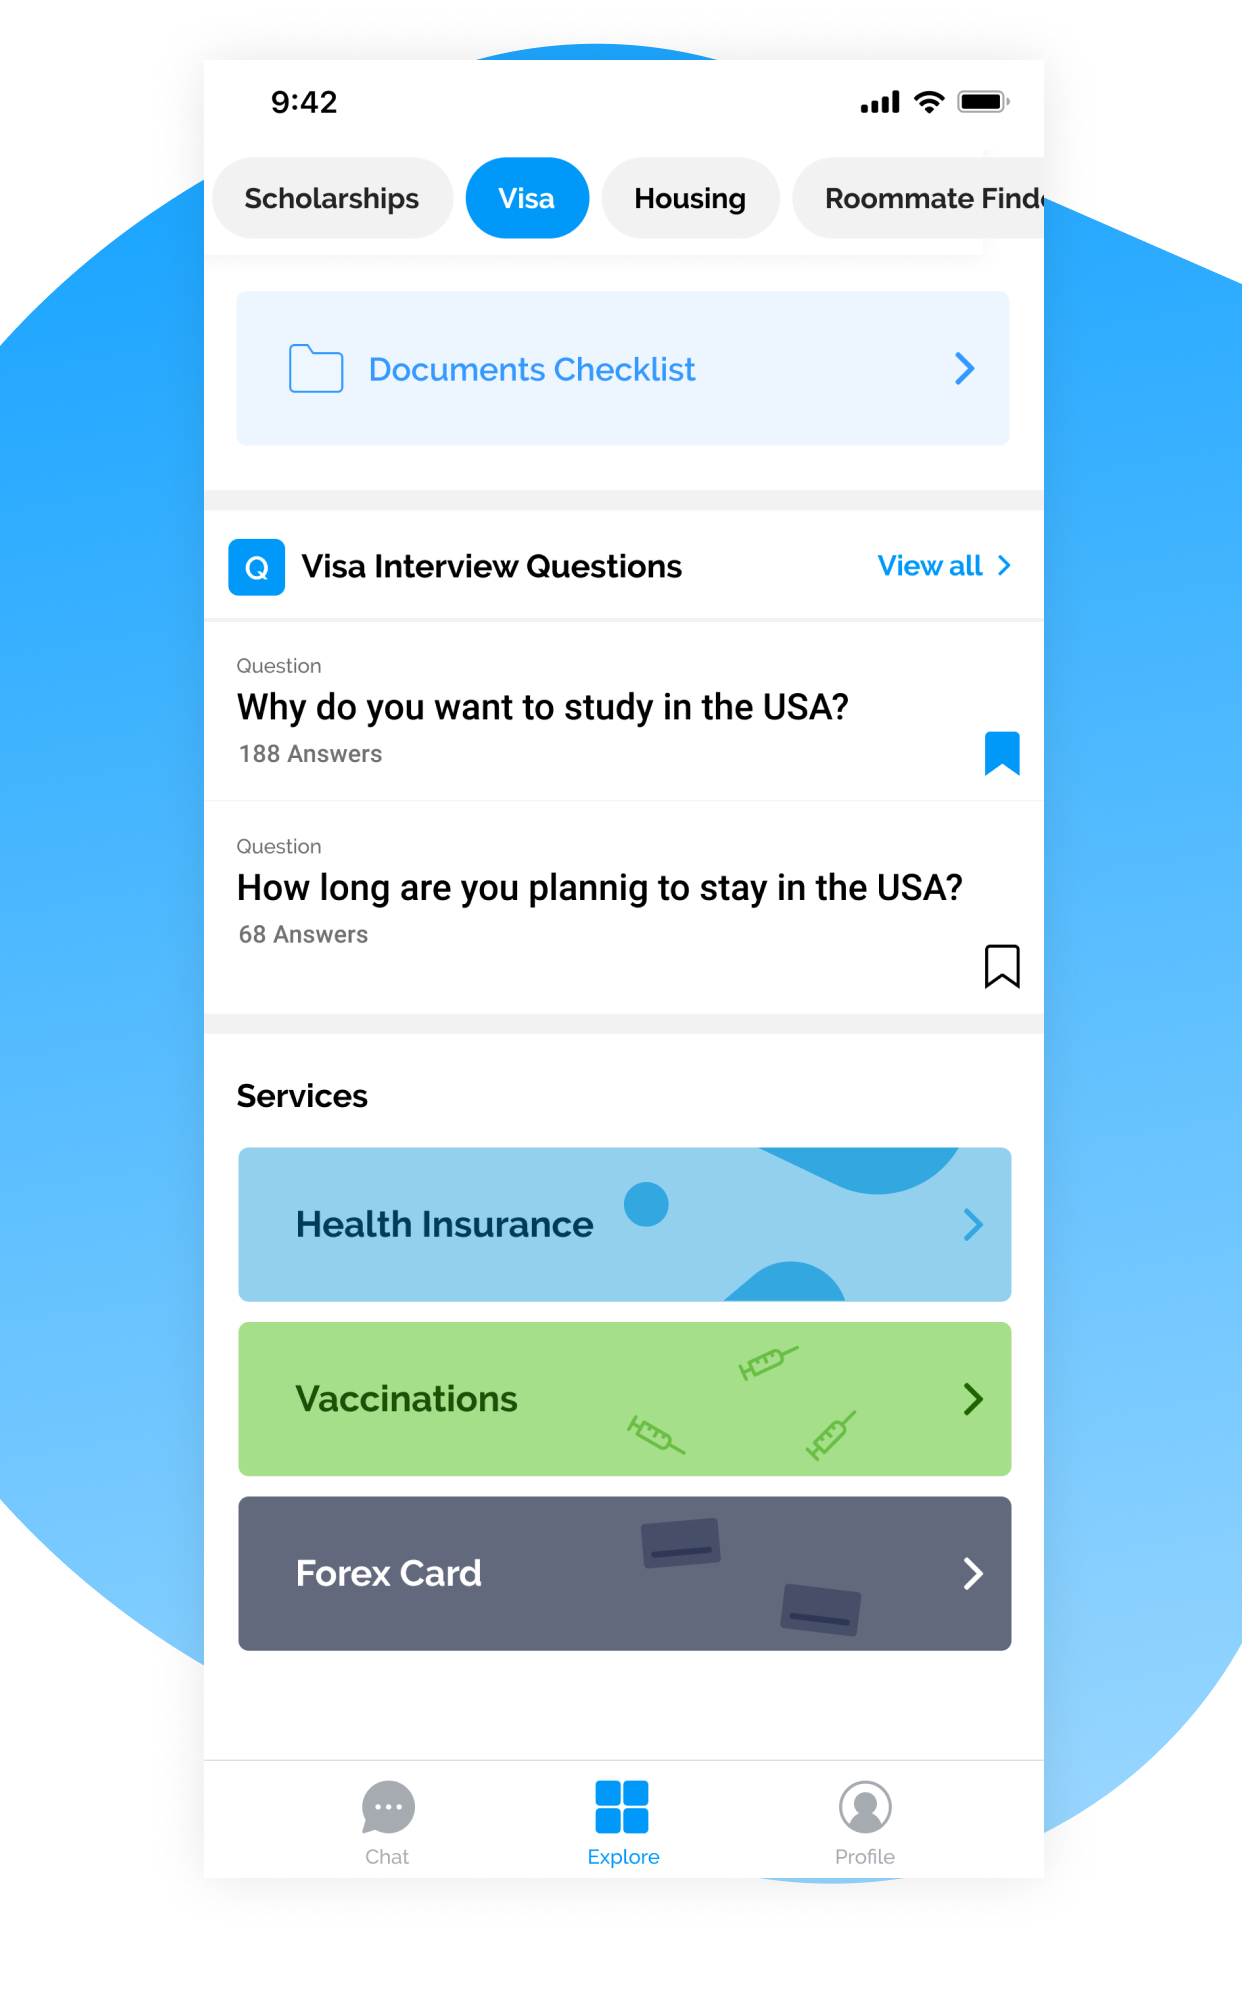 9:42
Scholarships
Visa
Housing
Roommate Finde
Documents Checklist
Q Visa Interview Questions
View all
Question
Why do you want to study in the USA?
188 Answers
Question
How long are you plannig to stay in the USA?
68 Answers
Services
Health Insurance
Vaccinations
Forex Card
Chat
Explore
Profile